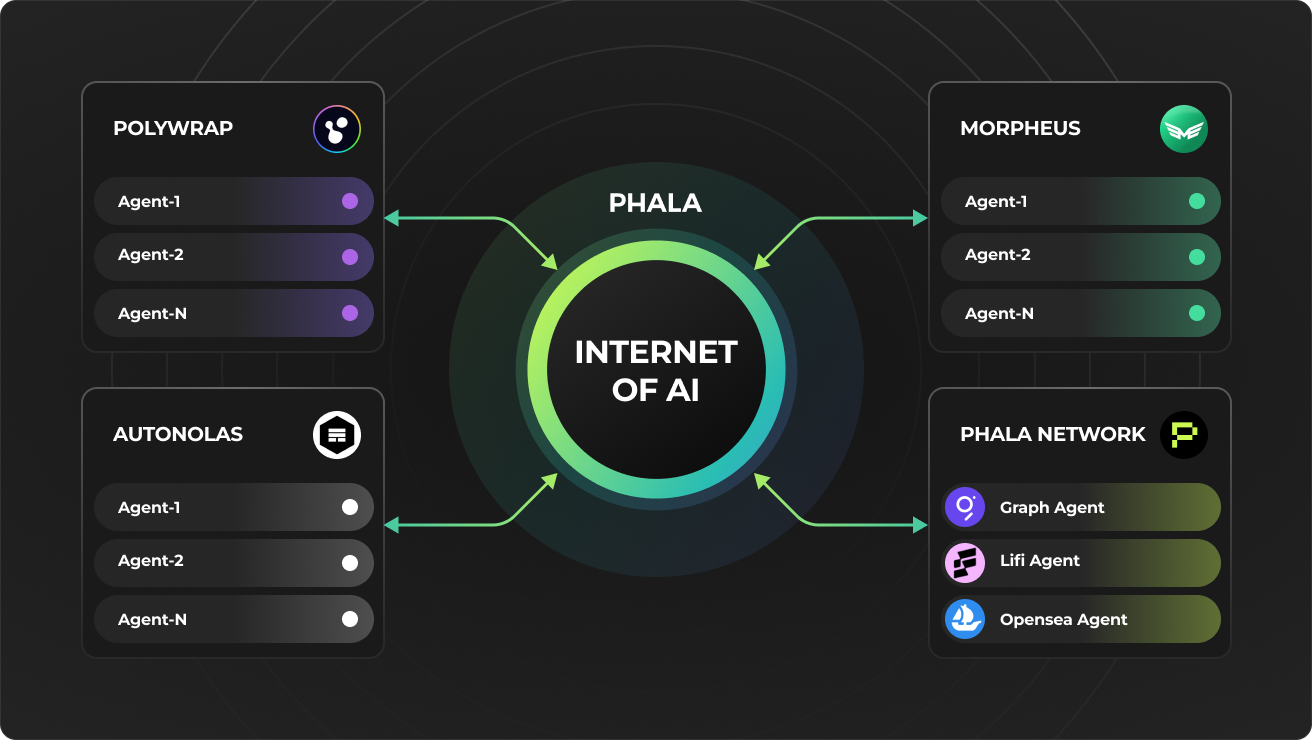 POLYWRAP
Agent-1
Agent-2
Agent-N
AUTONOLAS
Agent-1
Agent-2
Agent-N
PHALA
INTERNET
OF AI
MORPHEUS
Agent-1
Agent-2
Agent-N
PHALA NETWORK
Graph Agent
Lifi Agent
Opensea Agent